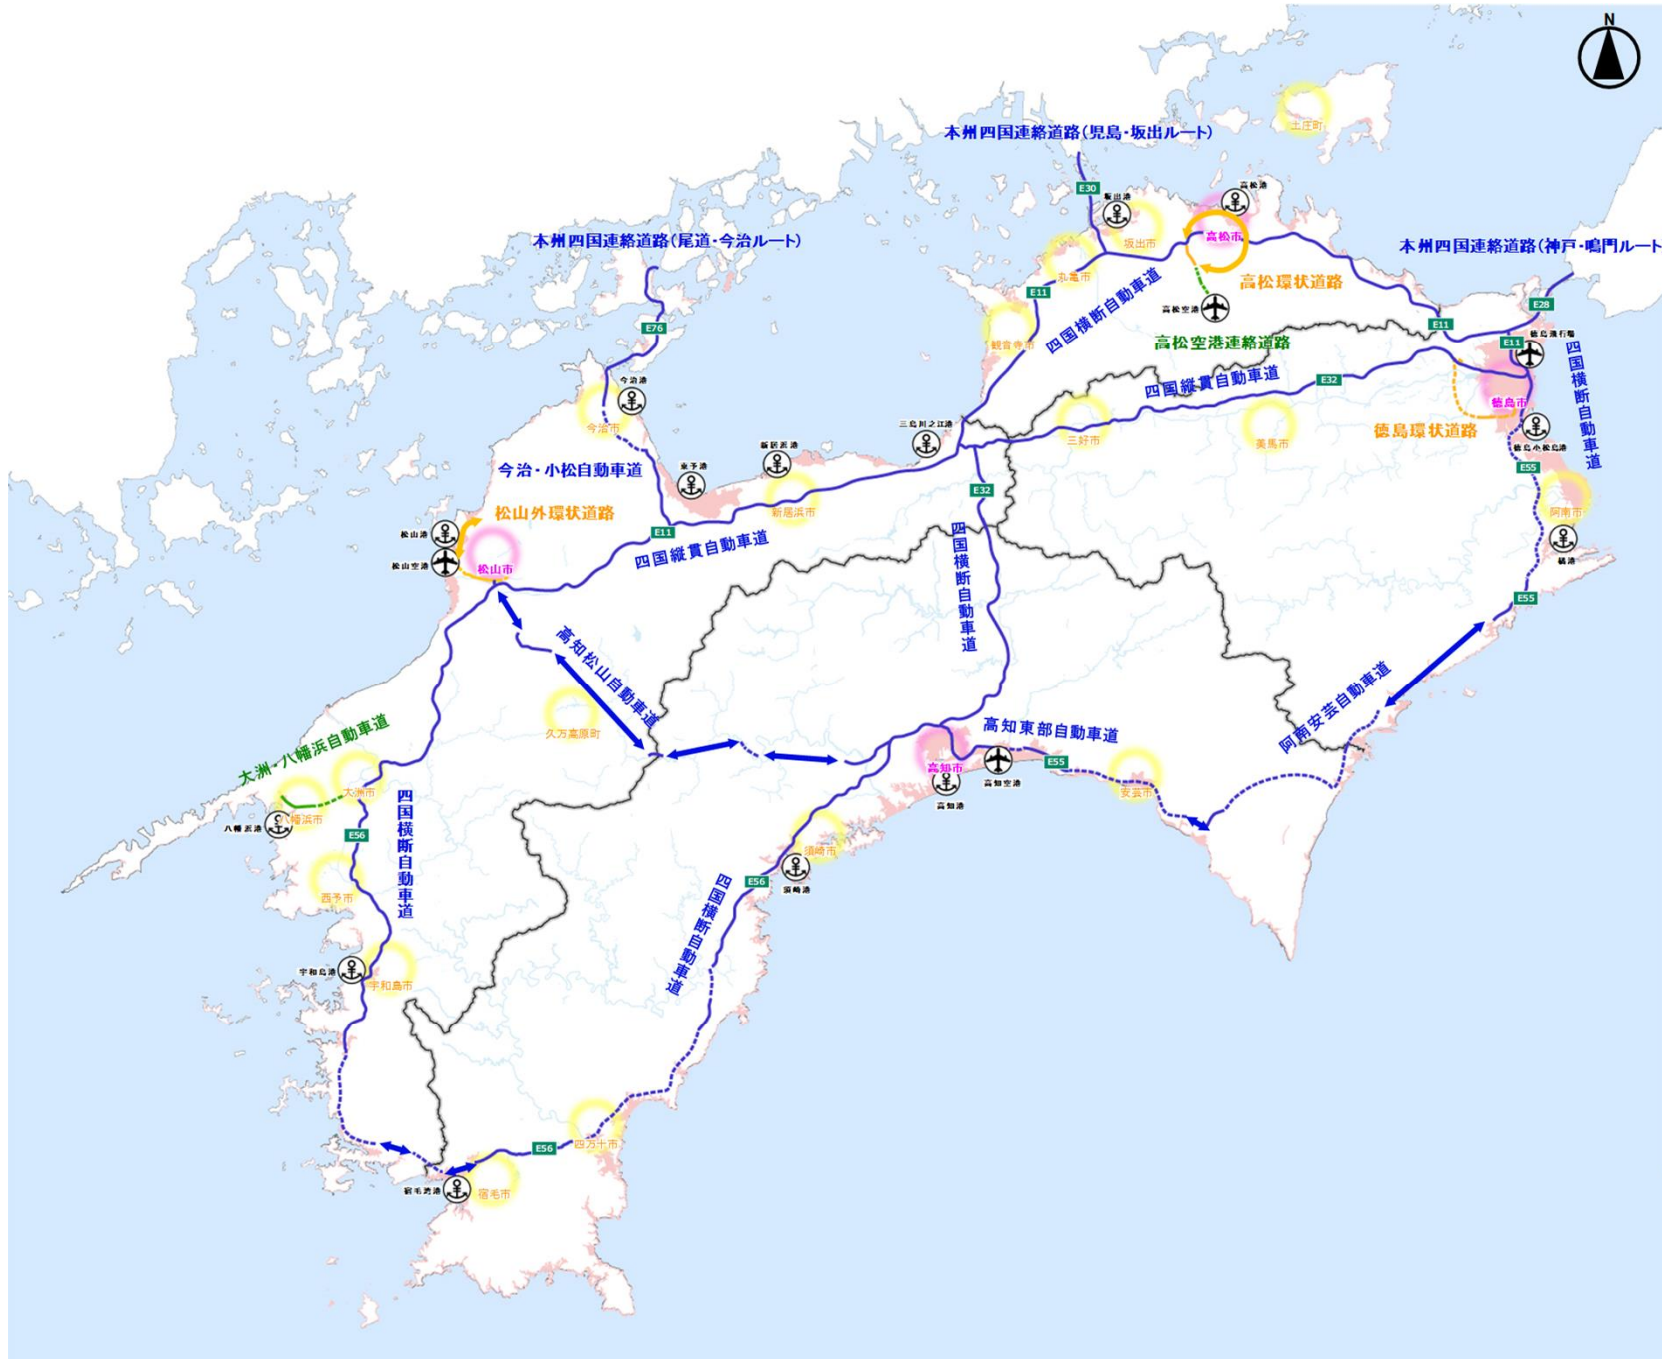 N
土庄町
本州四国連絡道路(児島・坂出ルート)
E30
坂出港
高松港
坂出市
高松市
本州四国連絡道路(尾道・今治ルート)
本州四国連絡道路(神戸・鳴門ルート
丸亀市
高松環状道路
E11
四国横断自動車道
高松空港
E28
E76
観音寺市
高松空港連絡道路
E11
徳島飛行場
E11
四国横断自動車道
今治港
四国縦貫自動車道
E32
徳島市
今治市
三島川之江港
三好市
美馬市
徳島環状道路
徳島小松島港
新居浜港
今治・小松自動車道
東予港
E55
E32
新居浜市
阿南市
松山外環状道路
松山港
E11
四国縦貫自動車道
四国横断自動車道
橘港
松山空港
松山市
E55
高知松山自動車道
久万高原町
高知東部自動車道
阿南安芸自動車道
大洲・八幡浜自動車道
高知市
高知空港
E55
大洲市
安芸市
高知港
八幡浜港
八幡浜市
四国横断自動車道
E56
須崎市
須崎港
E56
四国横断自動車道
西予市
宇和島港
宇和島市
四万十市
E56
宿毛湾港
宿毛市